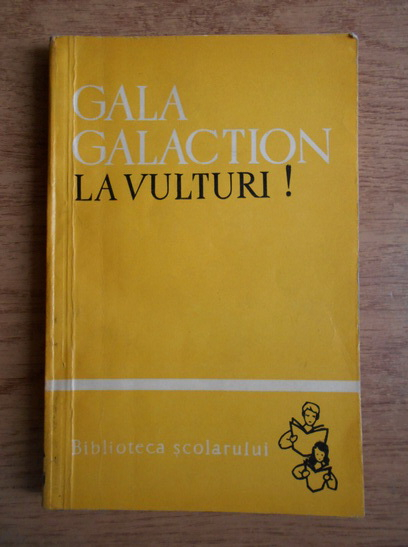 GALA
GALACTION
LA VULTURI !
Biblioteca școlarului